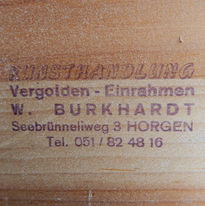 KUNSTHANDLUNG
Vergolden - Einrahmen
W. BURKHARDT
Seebrünneliweg 3 HORGEN
Tel. 051 / 82 48 16